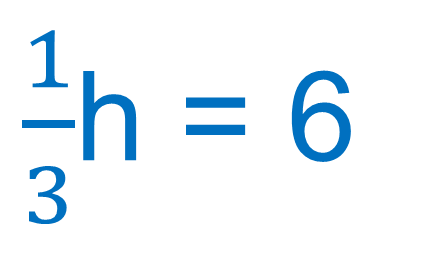 1/3h = 6